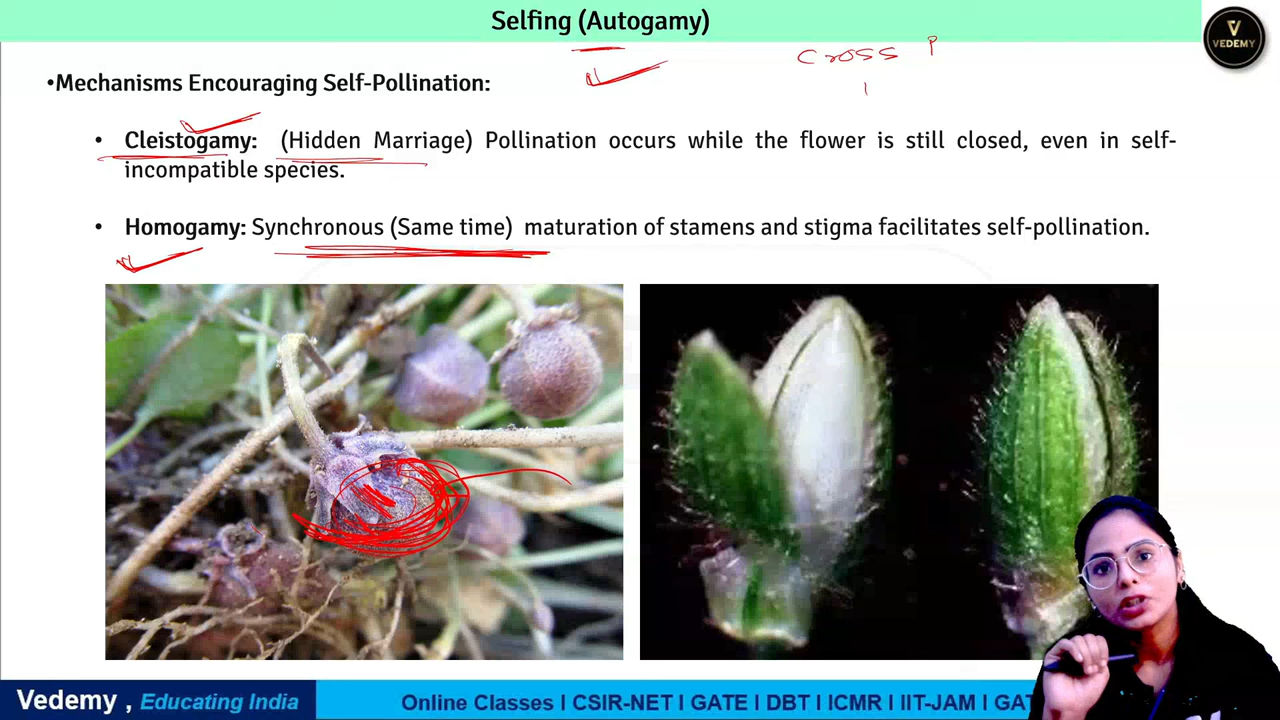 Selfing (Autogamy)
V
VEDEMY
Cross P
•Mechanisms Encouraging Self-Pollination:
• Cleistogamy: (Hidden Marriage) Pollination occurs while the flower is still closed, even in self-
incompatible species.
• Homogamy: Synchronous (Same time) maturation of stamens and stigma facilitates self-pollination.
Vedemy , Educating India
Online Classes I CSIR-NET I GATE I DBT I ICMR I IIT-JAM I GAT